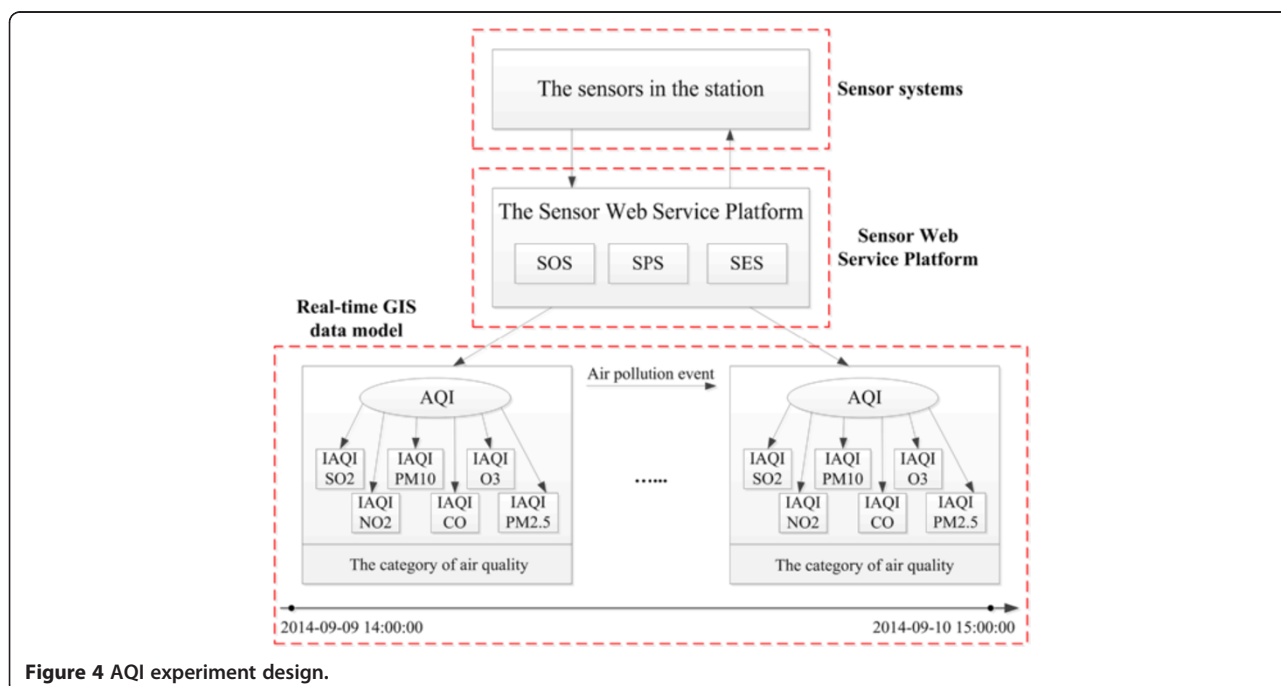 The sensors in the station
Sensor systems
The Sensor Web Service Platform
SOS
SPS
SES
Sensor Web
Service Platform
Real-time GIS
data model
AQI
IAQI
SO2
IAQI
PM10
IAQI
O3
IAQI
NO2
IAQI
CO
IAQI
PM2.5
The category of air quality
Air pollution event
......
AQI
IAQI
SO2
IAQI
PM10
IAQI
O3
IAQI
NO2
IAQI
CO
IAQI
PM2.5
The category of air quality
2014-09-09 14:00:00
2014-09-10 15:00:00
Figure 4 AQI experiment design.